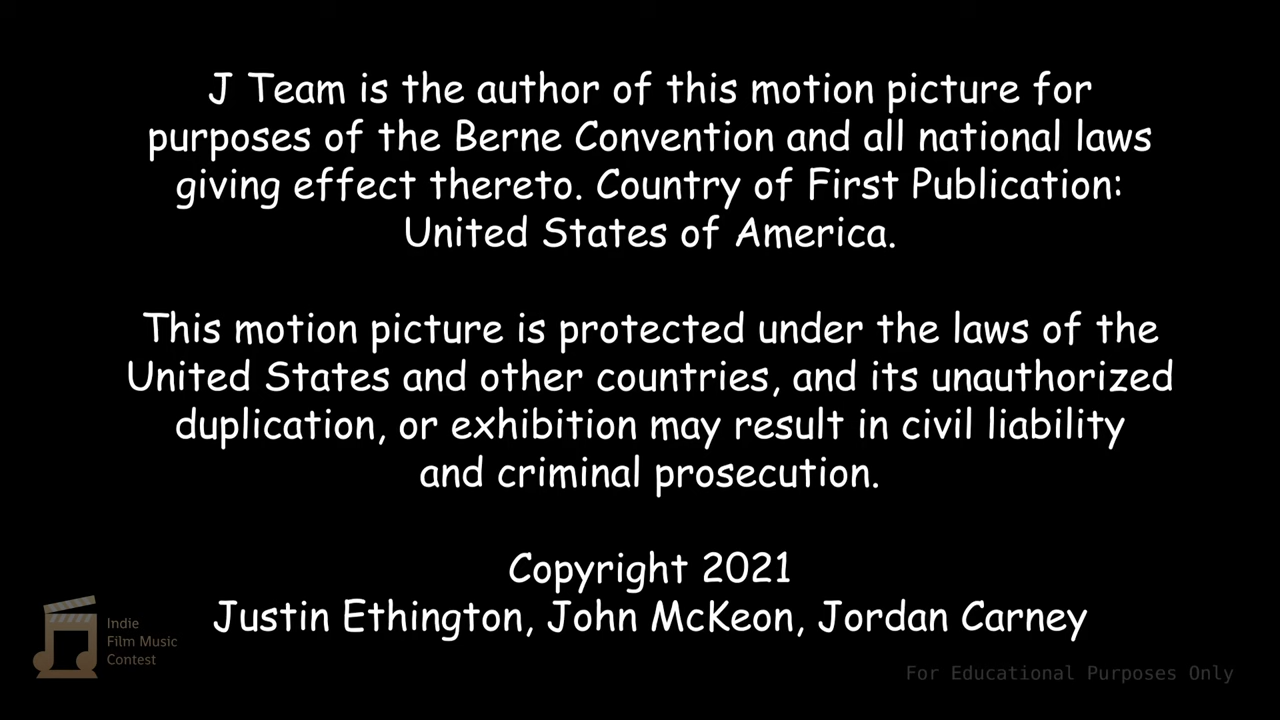 J Team is the author of this motion picture for
purposes of the Berne Convention and all national laws
giving effect thereto. Country of First Publication:
United States of America.
This motion picture is protected under the laws of the
United States and other countries, and its unauthorized
duplication, or exhibition may result in civil liability
and criminal prosecution.
Copyright 2021
Justin Ethington, John McKeon, Jordan Carney
Indie
Film Music
Contest
For Educational Purposes Only